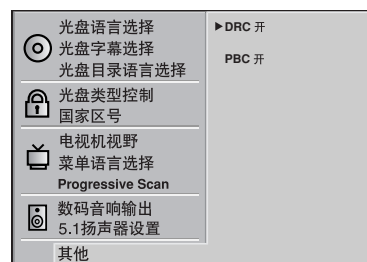 光盘语言选择
光盘字幕选择
光盘目录语言选择
光盘类型控制
国家区号
电视机视野
菜单语言选择
Progressive Scan
数码音响输出
5.1扬声器设置
其他
▶DRC 开
PBC 开